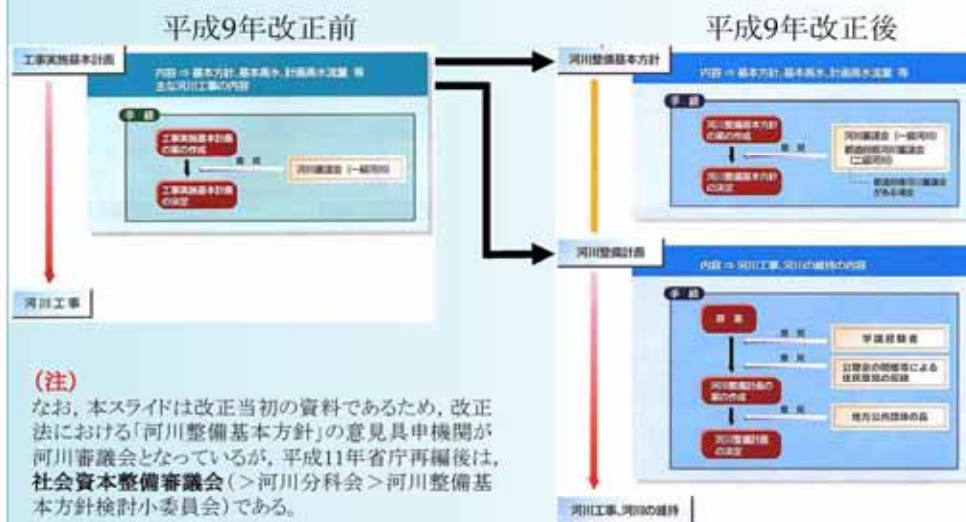 平成9年改正前
工事実施基本計画
内容⇒基本方針、基本高水、計画高水流量 等
主な河川工事の内容
手続
工事実施基本計画
の案の作成
意見
河川審議会(一級河川)
工事実施基本計画
の決定
河川工事
平成9年改正後
河川整備基本方針
内容⇒基本方針、基本高水、計画高水流量 等
手続
河川整備基本方針
の案の作成
意見
河川審議会(一級河川)
都道府県河川審議会
(二級河川)
都道府県河川審議会
がある場合
河川整備基本方針
の決定
河川整備計画
内容⇒河川工事、河川の維持の内容
手続
原案
意見
学識経験者
意見
公聴会の開催等による
住民意見の反映
河川整備計画の
案の作成
意見
地方公共団体の長
河川整備計画
の決定
河川工事、河川の維持
(注)
なお,本スライドは改正当初の資料であるため,改正
法における「河川整備基本方針」の意見具申機関が
河川審議会となっているが,平成11年省庁再編後は,
社会資本整備審議会(>河川分科会>河川整備基
本方針検討小委員会)である。